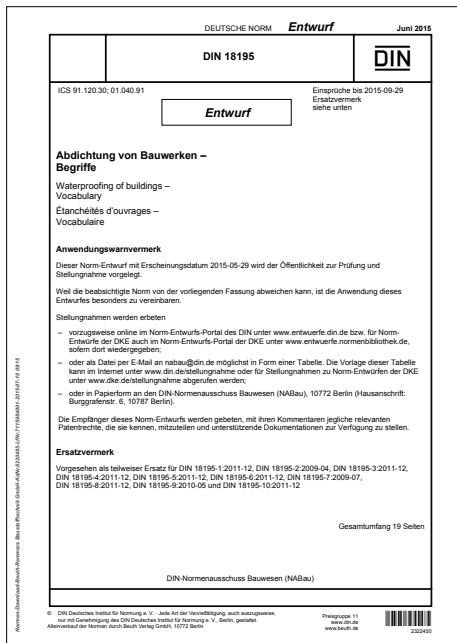 DEUTSCHE NORM Entwurf Juni 2015
DIN 18195
DIN
ICS 91.120.30; 01.040.91
Einsprüche bis 2015-09-29
Ersatzvermerk
siehe unten
Entwurf
Abdichtung von Bauwerken –
Begriffe
Waterproofing of buildings –
Vocabulary
Étanchéités d'ouvrages –
Vocabulaire
Anwendungswarnvermerk
Dieser Norm-Entwurf mit Erscheinungsdatum 2015-05-29 wird der Öffentlichkeit zur Prüfung und
Stellungnahme vorgelegt.
Weil die beabsichtigte Norm von der vorliegenden Fassung abweichen kann, ist die Anwendung dieses
Entwurfes besonders zu vereinbaren.
Stellungnahmen werden erbeten
– vorzugsweise online im Norm-Entwurfs-Portal des DIN unter www.entwuerfe.din.de bzw. für Norm-
Entwürfe der DKE auch im Norm-Entwurfs-Portal der DKE unter www.entwuerfe.normenbibliothek.de,
sofern dort wiedergegeben;
– oder als Datei per E-Mail an nabau@din.de möglichst in Form einer Tabelle. Die Vorlage dieser Tabelle
kann im Internet unter www.din.de/stellungnahme oder für Stellungnahmen zu Norm-Entwürfen der DKE
unter www.dke.de/stellungnahme abgerufen werden;
– oder in Papierform an den DIN-Normenausschuss Bauwesen (NABau), 10772 Berlin (Hausanschrift:
Burggrafenstr. 6, 10787 Berlin).
Die Empfänger dieses Norm-Entwurfs werden gebeten, mit ihren Kommentaren jegliche relevanten
Patentrechte, die sie kennen, mitzuteilen und unterstützende Dokumentationen zur Verfügung zu stellen.
Ersatzvermerk
Vorgesehen als teilweiser Ersatz für DIN 18195-1:2011-12, DIN 18195-2:2009-04, DIN 18195-3:2011-12,
DIN 18195-4:2011-12, DIN 18195-5:2011-12, DIN 18195-6:2011-12, DIN 18195-7:2009-07,
DIN 18195-8:2011-12, DIN 18195-9:2010-05 und DIN 18195-10:2011-12
Gesamtumfang 19 Seiten
DIN-Normenausschuss Bauwesen (NABau)
© DIN Deutsches Institut für Normung e. V. · Jede Art der Vervielfältigung, auch auszugsweise,
nur mit Genehmigung des DIN Deutsches Institut für Normung e. V., Berlin, gestattet.
Alleinverkauf der Normen durch Beuth Verlag GmbH, 10772 Berlin
Preisgruppe 11
www.din.de
www.beuth.de
2322450